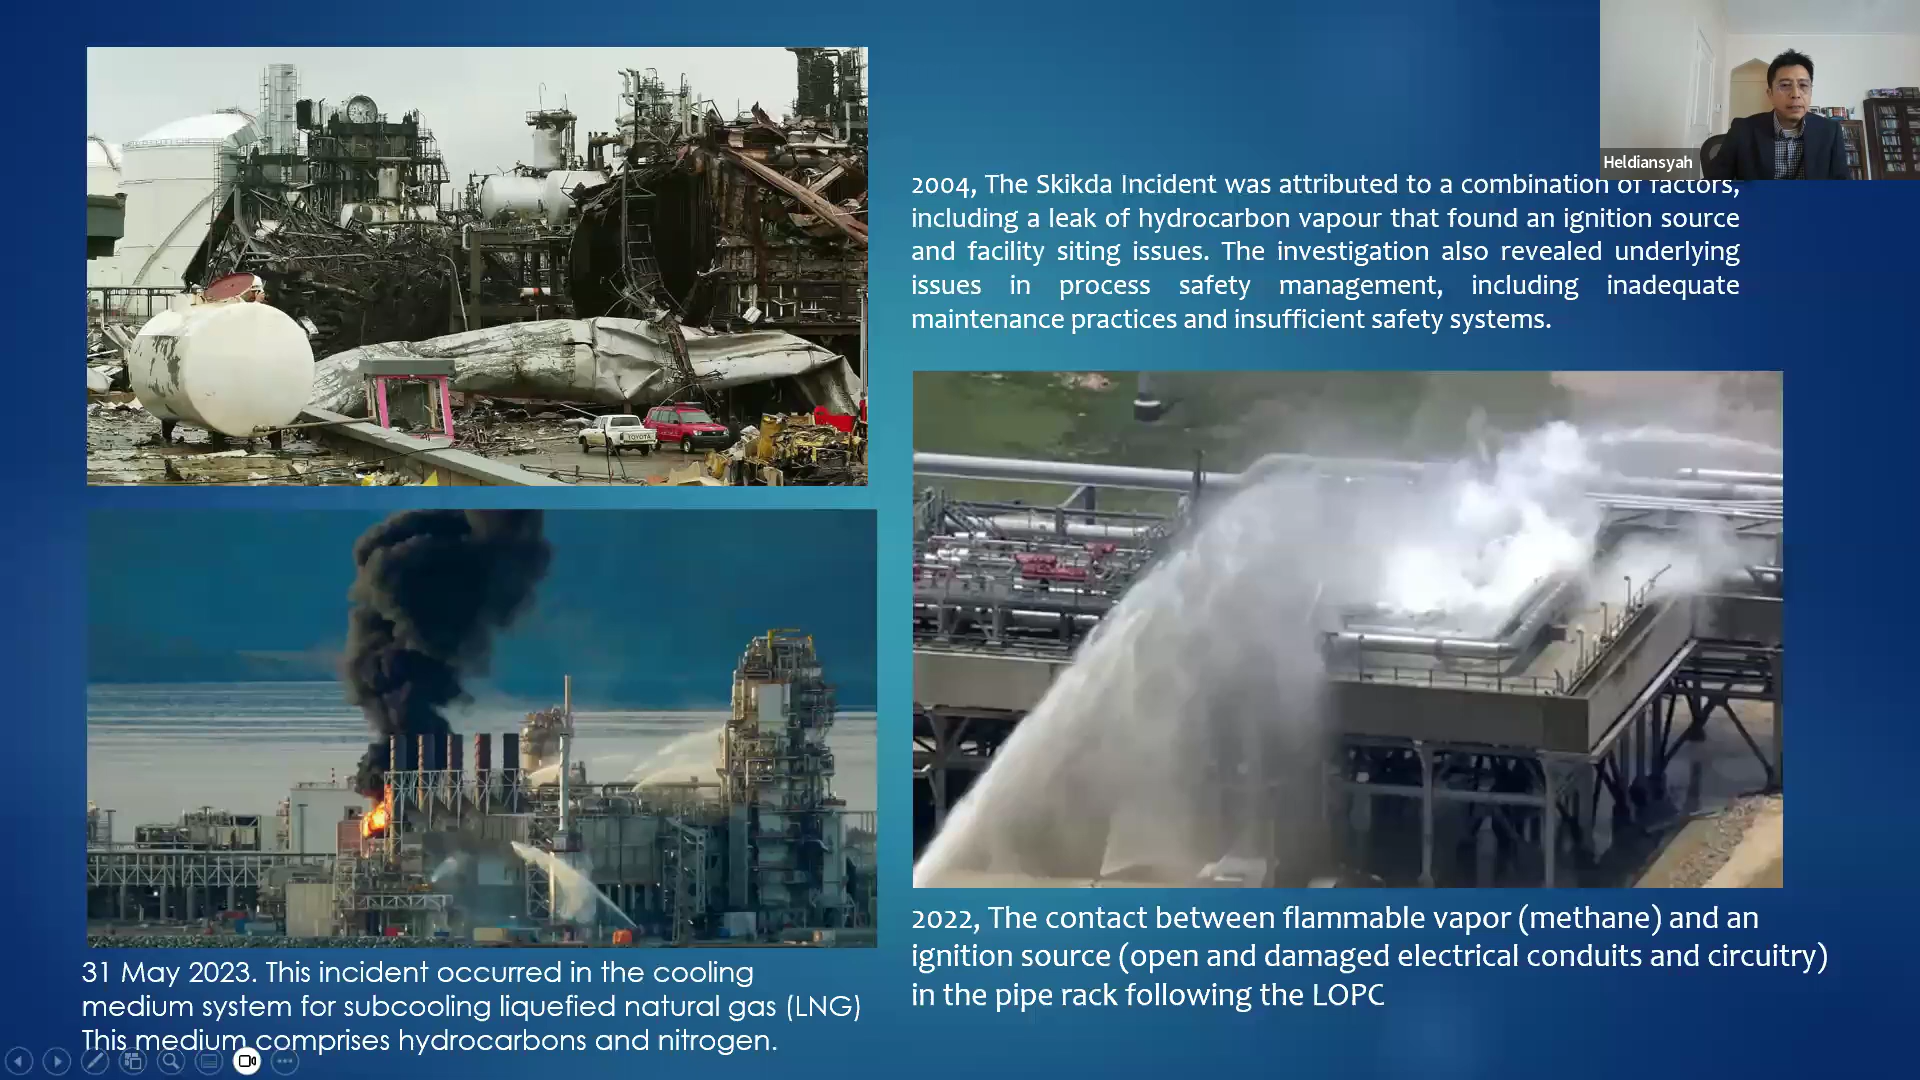 Heldiansyah
2004, The Skikda Incident was attributed to a combination of factors,
including a leak of hydrocarbon vapour that found an ignition source
and facility siting issues. The investigation also revealed underlying
issues in process safety management, including inadequate
maintenance practices and insufficient safety systems.
TOYOTA
2022, The contact between flammable vapor (methane) and an
ignition source (open and damaged electrical conduits and circuitry)
in the pipe rack following the LOPC
31 May 2023. This incident occurred in the cooling
medium system for subcooling liquefied natural gas (LNG)
This medium comprises hydrocarbons and nitrogen.